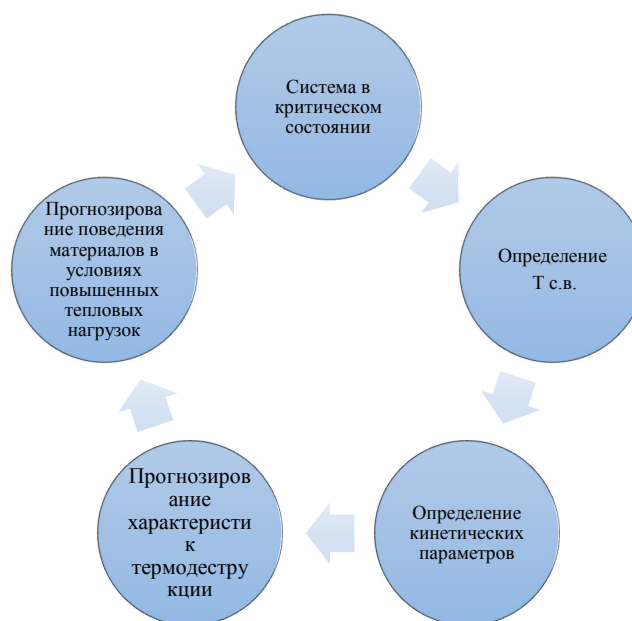 Система в
критическом
состоянии
Определение
Т с.в.
Определение
кинетических
параметров
Прогнозиров
ание
характеристи
к
термодестру
кции
Прогнозирова
ние поведения
материалов в
условиях
повышенных
тепловых
нагрузок